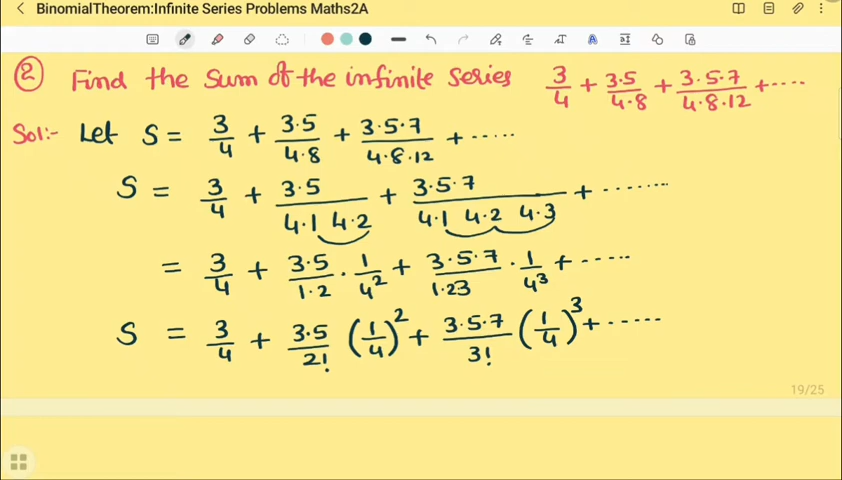 BinomialTheorem:Infinite Series Problems Maths2A
② Find the Sum of the infinite Series 3/4 + 3·5/4·8 + 3·5·7/4·8·12 + ....
Sol:- Let S = 3/4 + 3·5/4·8 + 3·5·7/4·8·12 + .....
S = 3/4 + 3·5/4·1 4·2 + 3·5·7/4·1 4·2 4·3 + .......
= 3/4 + 3·5/1·2 · 1/4² + 3·5·7/1·23 · 1/4³ + .....
S = 3/4 + 3·5/2! (1/4)² + 3·5·7/3! (1/4)³ + ......
19/25